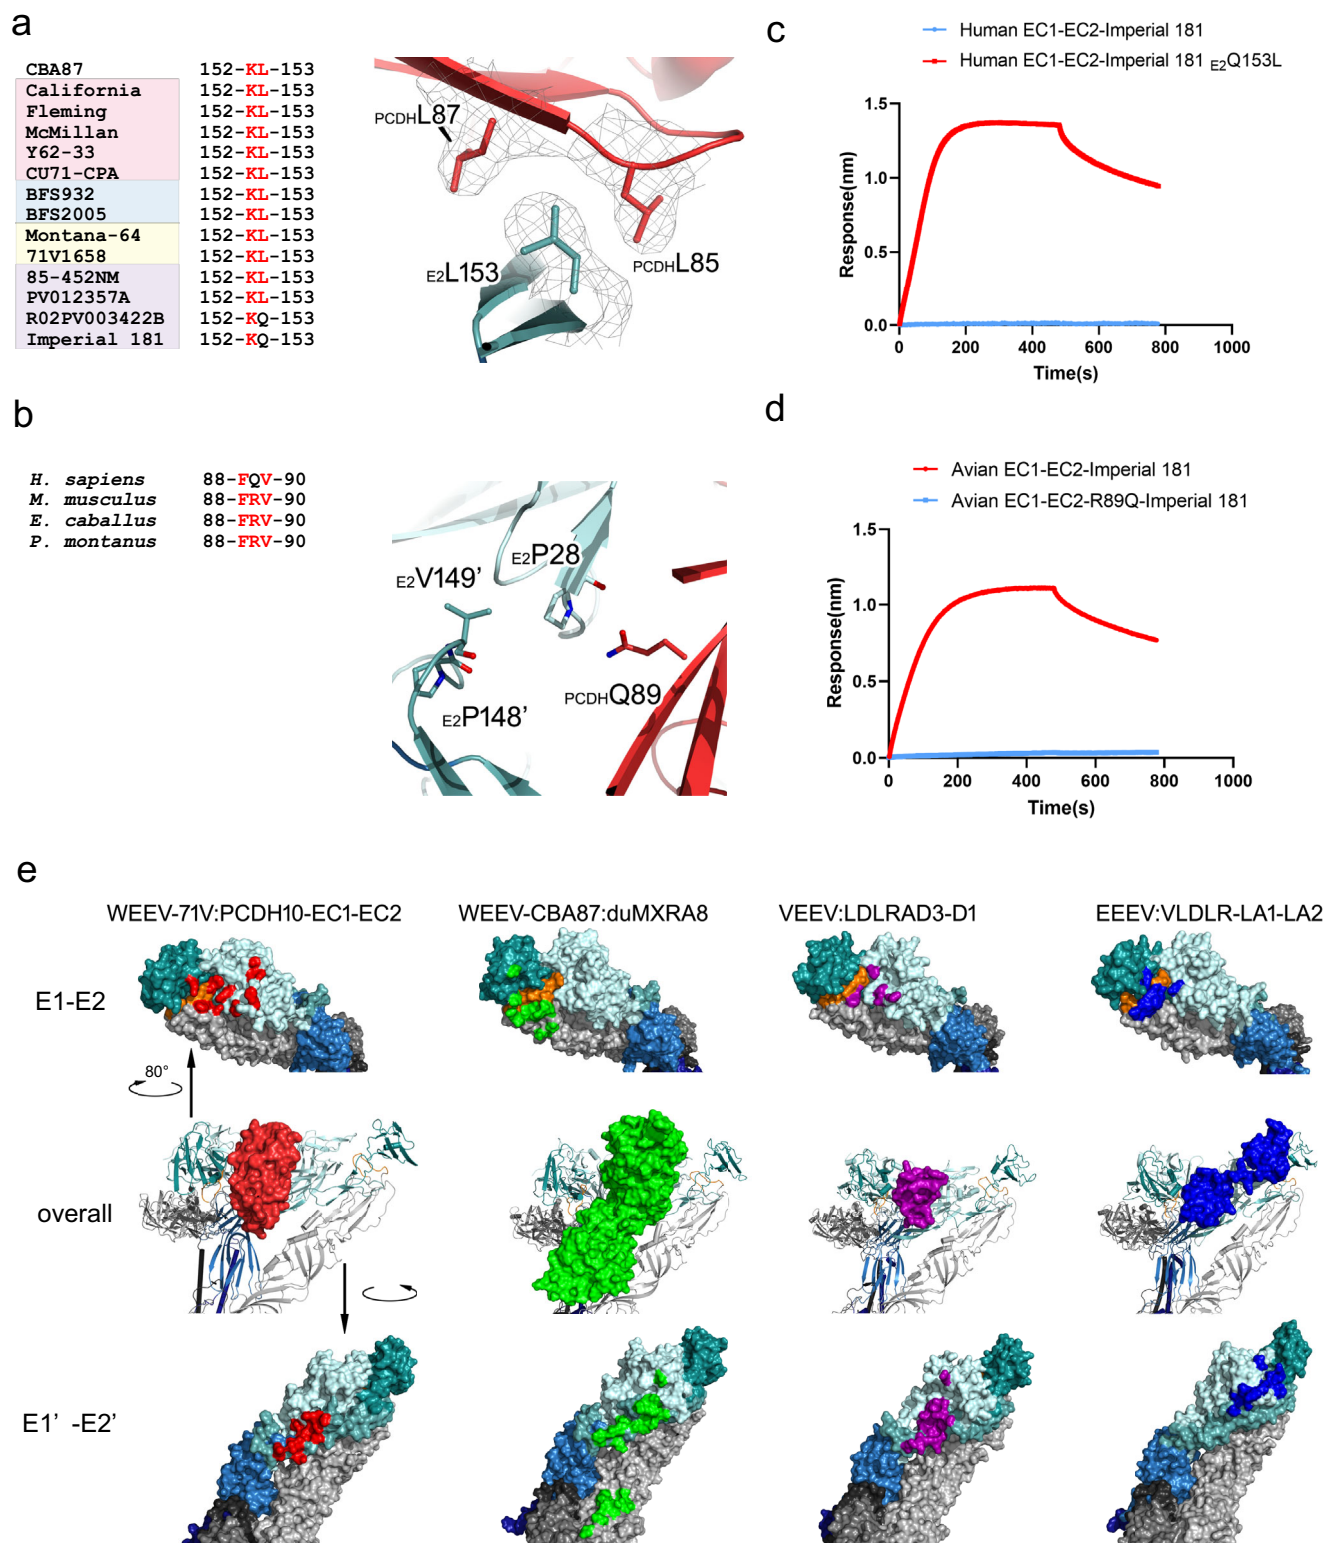 a
CBA87 152-KL-153
California 152-KL-153
Fleming 152-KL-153
McMillan 152-KL-153
Y62-33 152-KL-153
CU71-CPA 152-KL-153
BFS932 152-KL-153
BFS2005 152-KL-153
Montana-64 152-KL-153
71V1658 152-KL-153
85-452NM 152-KL-153
PV012357A 152-KL-153
R02PV003422B 152-KQ-153
Imperial 181 152-KQ-153
PCDHL87
E2L153
PCDHL85
c
Human EC1-EC2-Imperial 181
Human EC1-EC2-Imperial 181 E2Q153L
Response(nm)
1.5
1.0
0.5
0.0
0 200 400 600 800 1000
Time(s)
b
H. sapiens 88-FQV-90
M. musculus 88-FRV-90
E. caballus 88-FRV-90
P. montanus 88-FRV-90
E2P28
E2V149'
PCDHQ89
E2P148'
d
Avian EC1-EC2-Imperial 181
Avian EC1-EC2-R89Q-Imperial 181
Response(nm)
1.5
1.0
0.5
0.0
0 200 400 600 800 1000
Time(s)
e
WEEV-71V:PCDH10-EC1-EC2 WEEV-CBA87:duMXRA8 VEEV:LDLRAD3-D1 EEEV:VLDLR-LA1-LA2
E1-E2
80°
overall
E1' -E2'